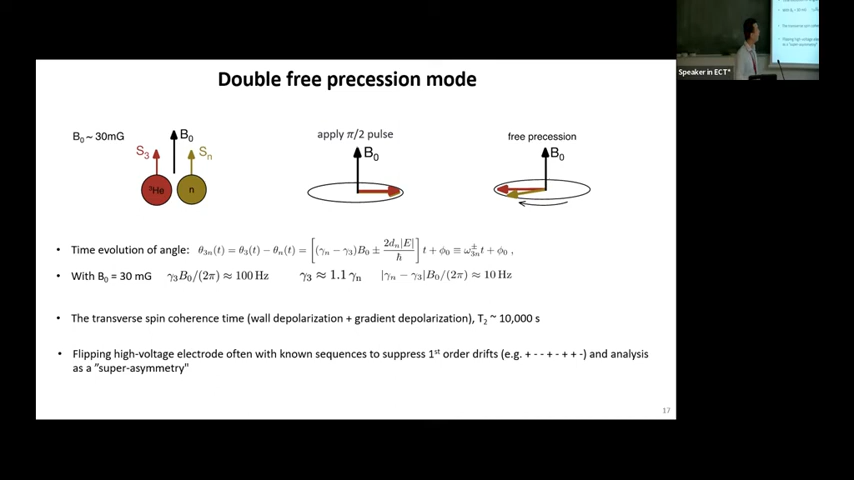 Speaker in ECT*
Double free precession mode
B₀ ~ 30mG
B₀
S₃
Sₙ
³He
n
apply π/2 pulse
B₀
free precession
B₀
• Time evolution of angle: θ₃ₙ(t) = θ₃(t) − θₙ(t) = [(γₙ − γ₃)B₀ ± 2dₙ|E|/ħ] t + ϕ₀ ≡ ω₃ₙ^± t + ϕ₀ ,
• With B₀ = 30 mG γ₃B₀/(2π) ≈ 100 Hz γ₃ ≈ 1.1 γₙ |γₙ − γ₃|B₀/(2π) ≈ 10 Hz
• The transverse spin coherence time (wall depolarization + gradient depolarization), T₂ ~ 10,000 s
• Flipping high-voltage electrode often with known sequences to suppress 1st order drifts (e.g. + - - + - + + -) and analysis
as a "super-asymmetry"
17